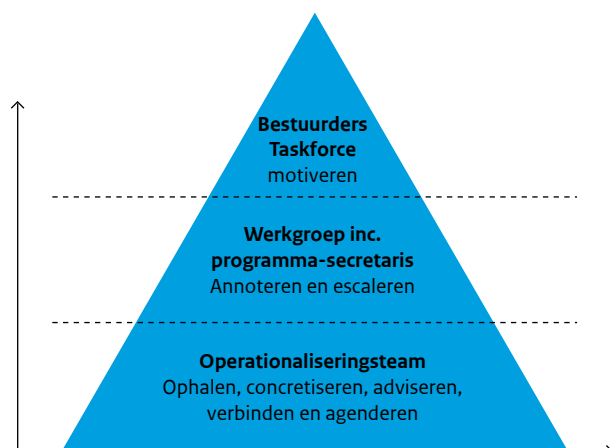 Bestuurders
Taskforce
motiveren
Werkgroep inc.
programma-secretaris
Annoteren en escaleren
Operationaliseringsteam
Ophalen, concretiseren, adviseren,
verbinden en agenderen